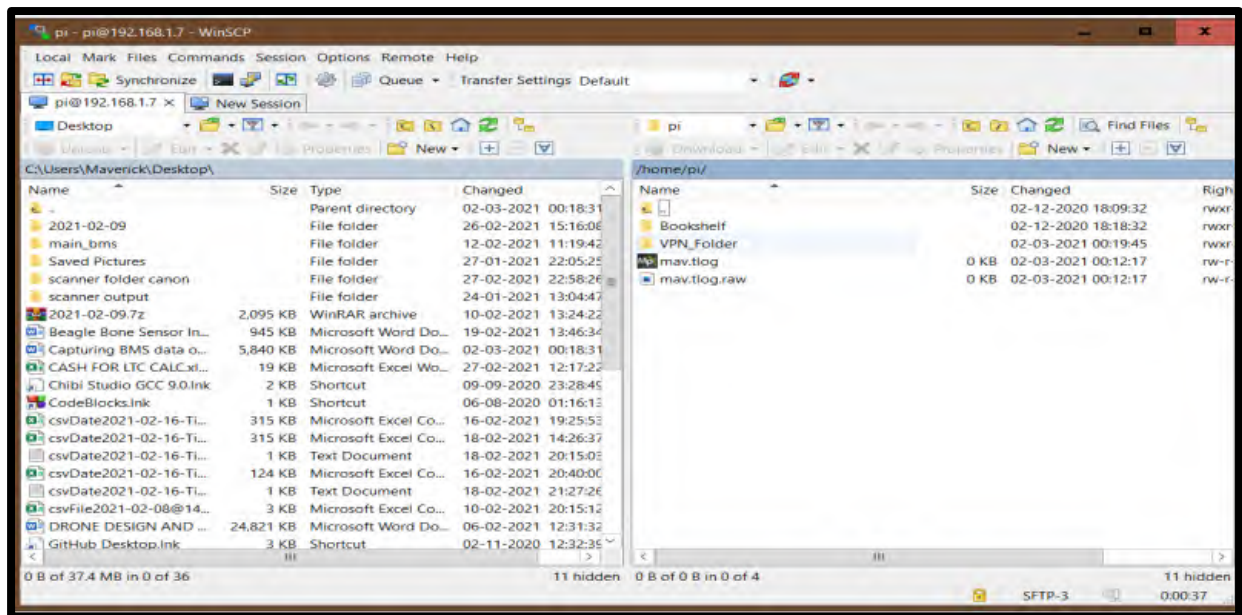 pi - pi@192.168.1.7 - WinSCP
Local Mark Files Commands Session Options Remote Help
Synchronize Queue Transfer Settings Default
pi@192.168.1.7 × New Session
Desktop
Upload Edit Properties New
C:\Users\Maverick\Desktop\
Name Size Type Changed
.. Parent directory 02-03-2021 00:18:31
2021-02-09 File folder 26-02-2021 15:16:08
main_bms File folder 12-02-2021 11:19:42
Saved Pictures File folder 27-01-2021 22:05:25
scanner folder canon File folder 27-02-2021 22:58:26
scanner output File folder 24-01-2021 13:04:47
2021-02-09.7z 2,095 KB WinRAR archive 10-02-2021 13:24:22
Beagle Bone Sensor In... 945 KB Microsoft Word Do... 19-02-2021 13:46:34
Capturing BMS data o... 5,840 KB Microsoft Word Do... 02-03-2021 00:18:31
CASH FOR LTC CALC.xl... 19 KB Microsoft Excel Wo... 27-02-2021 12:17:22
Chibi Studio GCC 9.0.lnk 2 KB Shortcut 09-09-2020 23:28:49
CodeBlocks.lnk 1 KB Shortcut 06-08-2020 01:16:13
csvDate2021-02-16-Ti... 315 KB Microsoft Excel Co... 16-02-2021 19:25:53
csvDate2021-02-16-Ti... 315 KB Microsoft Excel Co... 18-02-2021 14:26:37
csvDate2021-02-16-Ti... 1 KB Text Document 18-02-2021 20:15:03
csvDate2021-02-16-Ti... 124 KB Microsoft Excel Co... 16-02-2021 20:40:00
csvDate2021-02-16-Ti... 1 KB Text Document 18-02-2021 21:27:26
csvFile2021-02-08@14... 3 KB Microsoft Excel Co... 10-02-2021 20:15:12
DRONE DESIGN AND ... 24,821 KB Microsoft Word Do... 06-02-2021 12:31:32
GitHub Desktop.lnk 3 KB Shortcut 02-11-2020 12:32:39
0 B of 37.4 MB in 0 of 36 11 hidden
pi Find Files
Download Edit Properties New
/home/pi/
Name Size Changed Righ
.. 02-12-2020 18:09:32 rwxr
Bookshelf 02-12-2020 18:18:32 rwxr
VPN_Folder 02-03-2021 00:19:45 rwxr
mav.tlog 0 KB 02-03-2021 00:12:17 rw-r-
mav.tlog.raw 0 KB 02-03-2021 00:12:17 rw-r-
0 B of 0 B in 0 of 4 11 hidden
SFTP-3 0:00:37